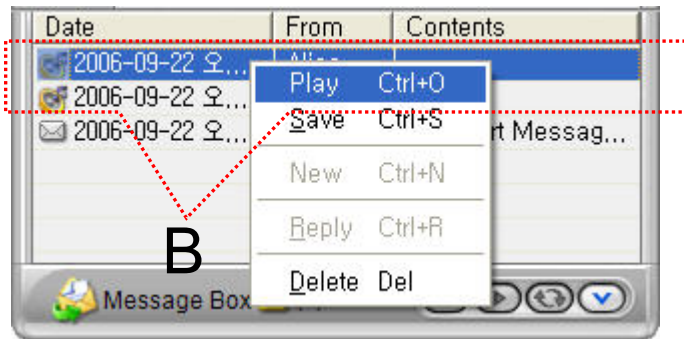 Date From Contents
2006-09-22 오...
2006-09-22 오...
2006-09-22 오... rt Messag...
Play Ctrl+O
Save Ctrl+S
New Ctrl+N
Reply Ctrl+R
Delete Del
B
Message Box